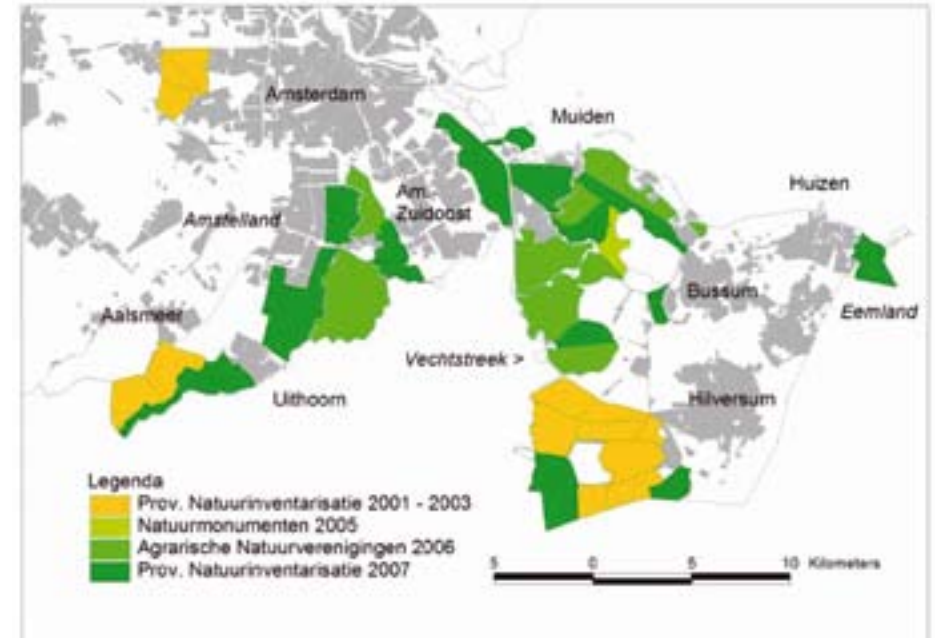 Amsterdam
Muiden
Huizen
Am.
Zuidoost
Amstelland
Bussum
Eemland
Aalsmeer
Vechtstreek >
Uithoorn
Hilversum
Legenda
Prov. Natuurinventarisatie 2001 - 2003
Natuurmonumenten 2005
Agrarische Natuurverenigingen 2006
Prov. Natuurinventarisatie 2007
5 0 5 10 Kilometers